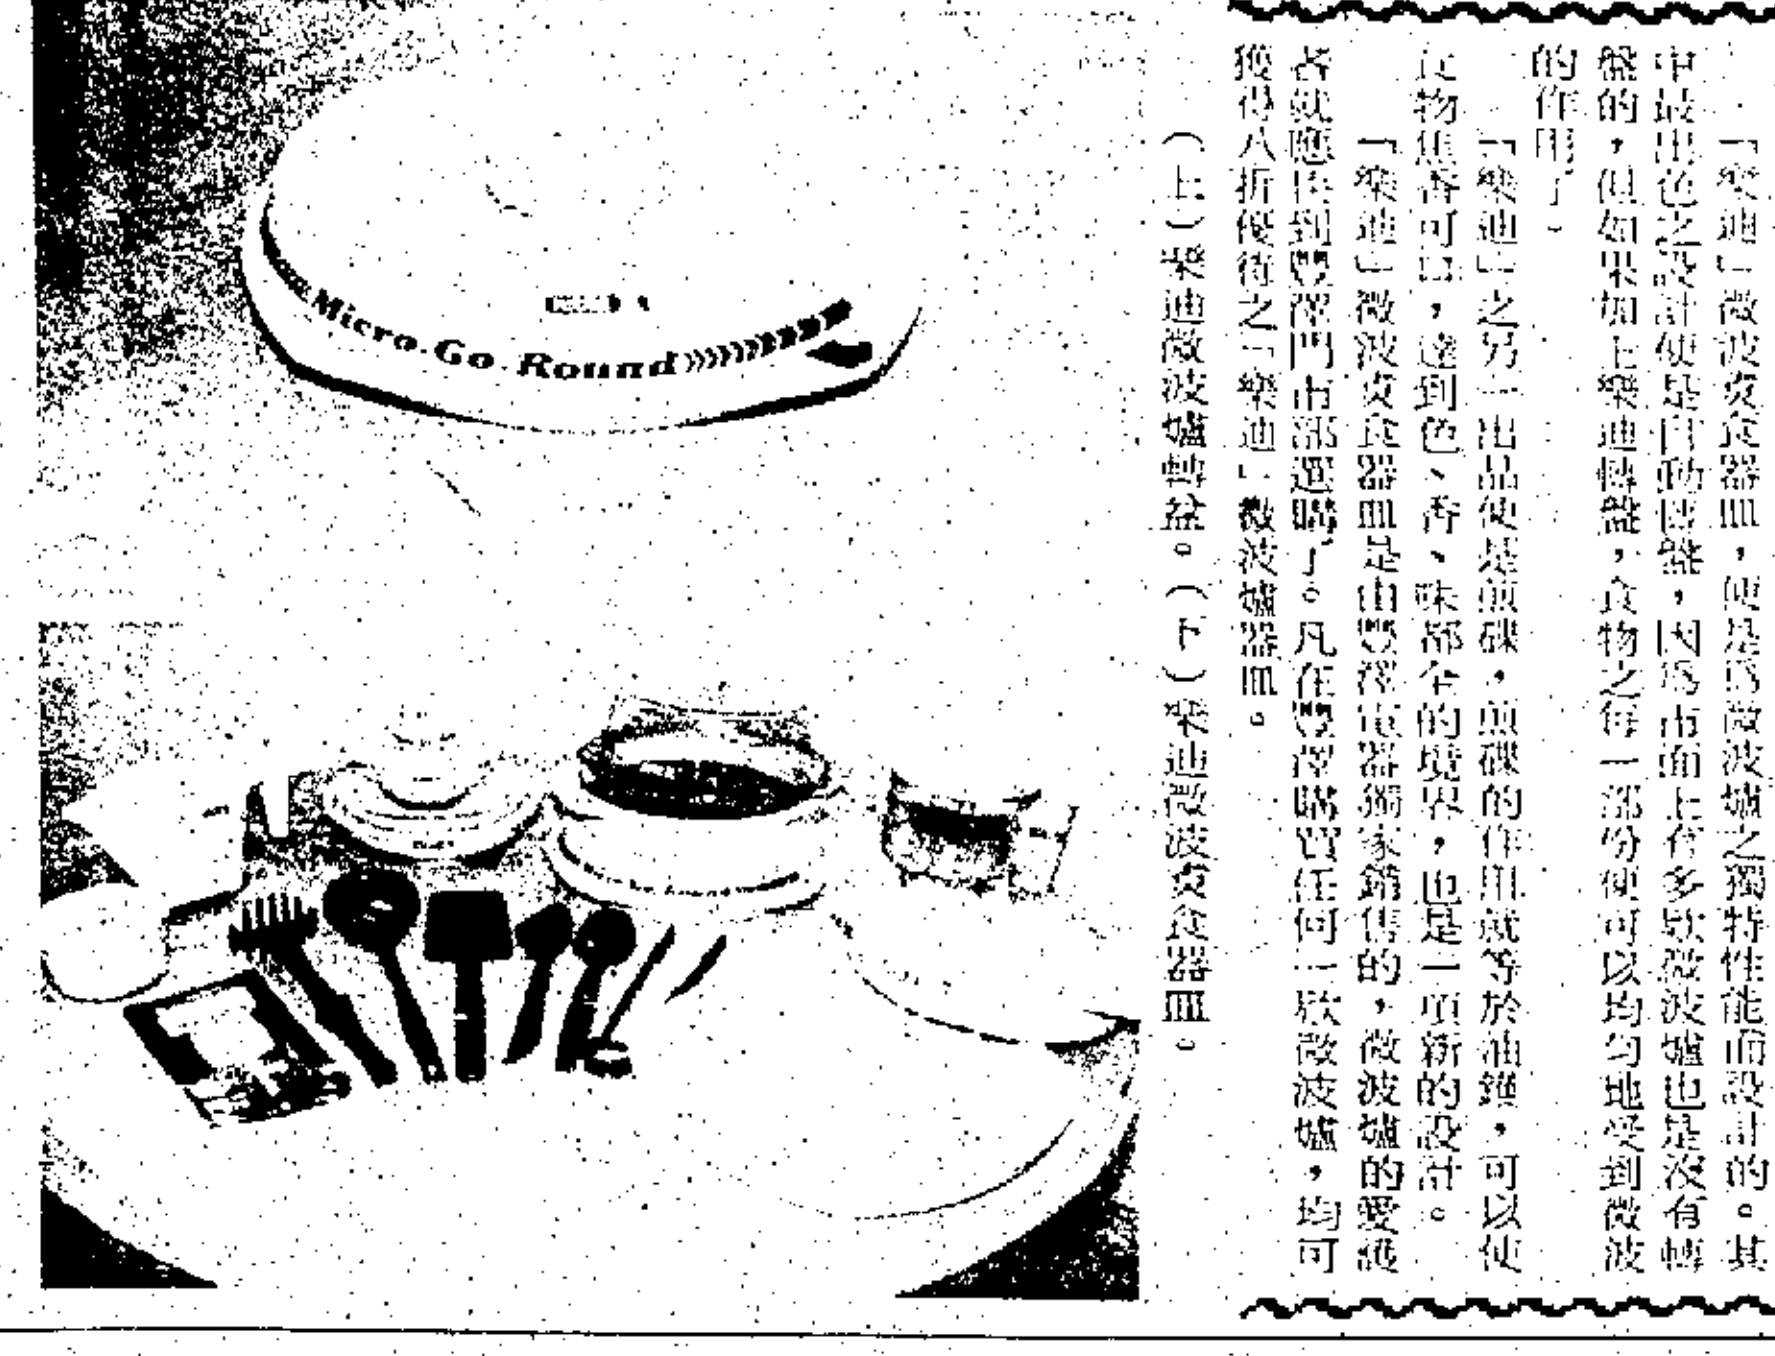 「樂迪」微波煑食器皿，便是爲微波爐之獨特性能而設計的。其
中最出色之設計便是自動轉盤，因爲市面上有多欵微波爐也是沒有轉
盤的，但如果加上樂迪轉盤，食物之每一部份便可以均勻地受到微波
的作用了。
「樂迪」之另一出品便是煎碟，煎碟的作用就等於油鑊，可以使
食物焦香可口，達到色、香、味都全的境界，也是一項新的設計。
「樂迪」微波煑食器皿是由豐澤電器獨家銷售的，微波爐的愛護
者就應快到豐澤門市部選購了。凡在豐澤購買任何一欵微波爐，均可
獲得八折優待之「樂迪」微波爐器皿。
（上）樂迪微波爐轉盆。（下）樂迪微波煑食器皿。
Micro-Go-Round